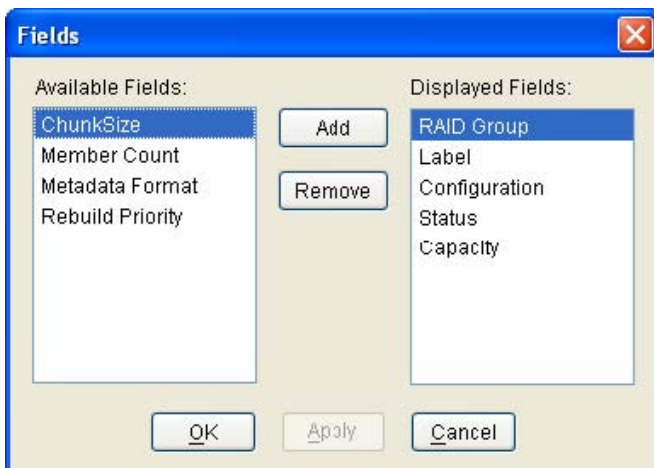 Fields
Available Fields:
ChunkSize
Member Count
Metadata Format
Rebuild Priority
Add
Remove
Displayed Fields:
RAID Group
Label
Configuration
Status
Capacity
OK
Apply
Cancel